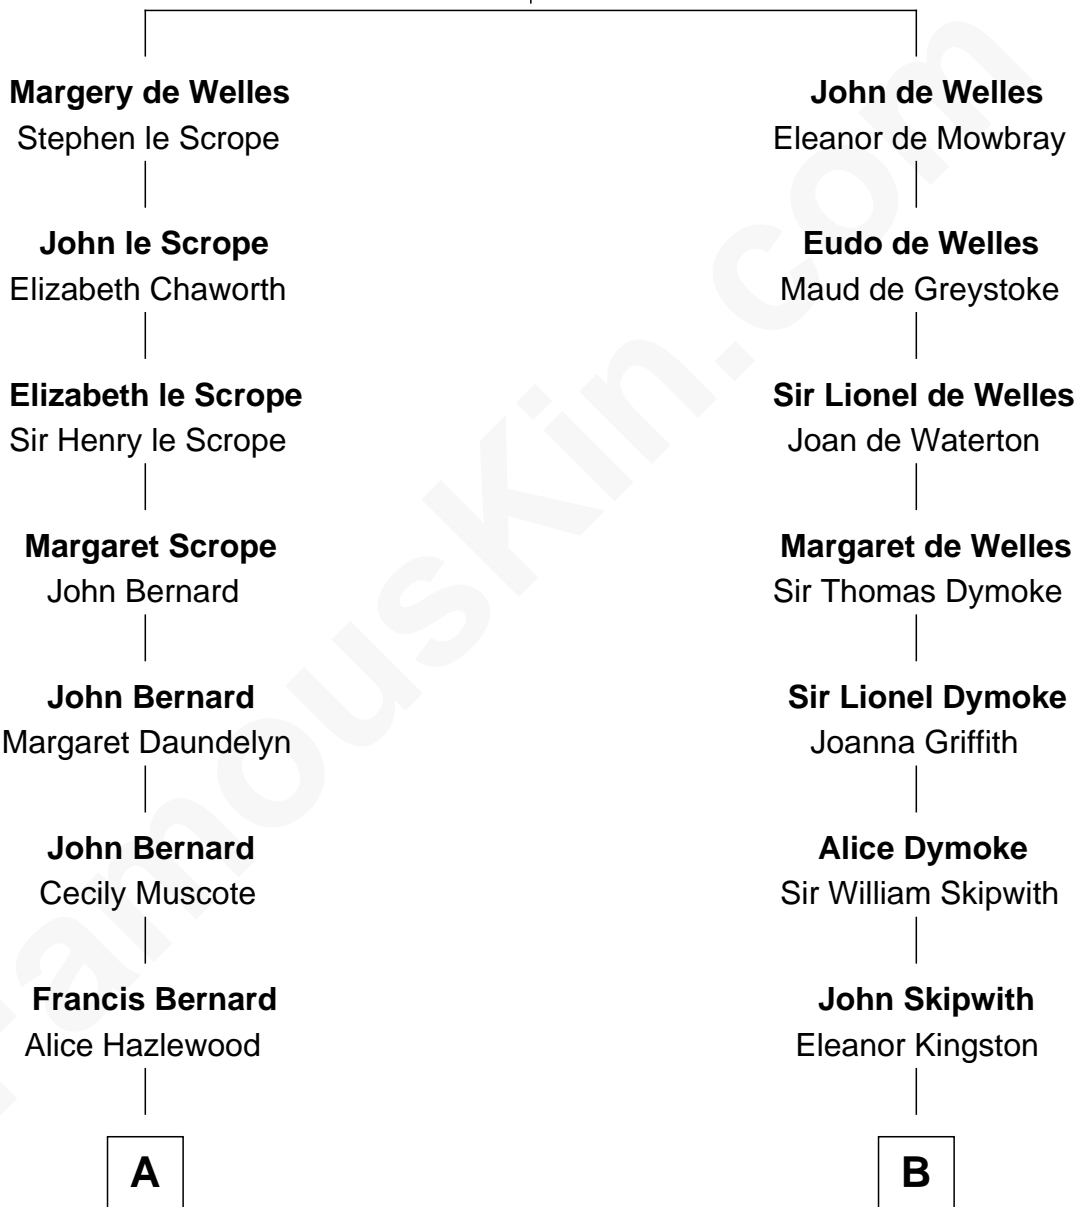 Margery de Welles
Stephen le Scrope
John le Scrope
Elizabeth Chaworth
Elizabeth le Scrope
Sir Henry le Scrope
Margaret Scrope
John Bernard
John Bernard
Margaret Daundelyn
John Bernard
Cecily Muscote
Francis Bernard
Alice Hazlewood
A
John de Welles
Eleanor de Mowbray
Eudo de Welles
Maud de Greystoke
Sir Lionel de Welles
Joan de Waterton
Margaret de Welles
Sir Thomas Dymoke
Sir Lionel Dymoke
Joanna Griffith
Alice Dymoke
Sir William Skipwith
John Skipwith
Eleanor Kingston
B
FamousKin.com